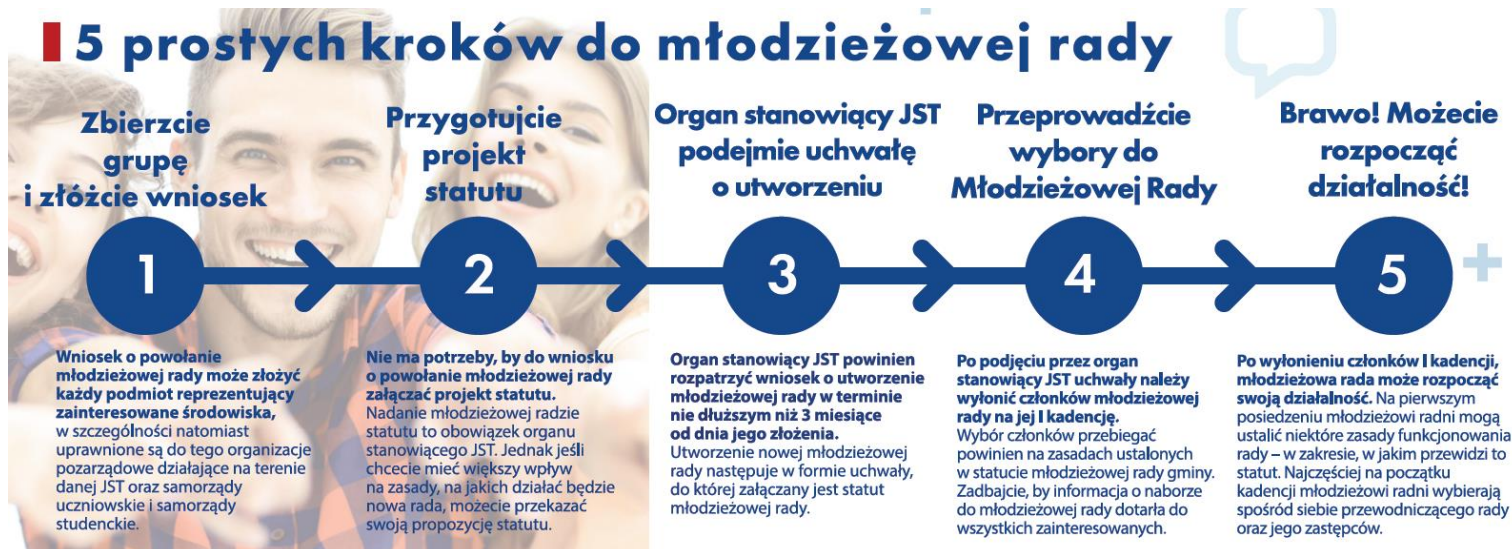 5 prostych kroków do młodzieżowej rady
Zbierzcie
grupę
i złóżcie wniosek
1
Wniosek o powołanie
młodzieżowej rady może złożyć
każdy podmiot reprezentujący
zainteresowane środowiska,
w szczególności natomiast
uprawnione są do tego organizacje
pozarządowe działające na terenie
danej JST oraz samorządy
uczniowskie i samorządy
studenckie.
Przygotujcie
projekt
statutu
2
Nie ma potrzeby, by do wniosku
o powołanie młodzieżowej rady
załączać projekt statutu.
Nadanie młodzieżowej radzie
statutu to obowiązek organu
stanowiącego JST. Jednak jeśli
chcecie mieć większy wpływ
na zasady, na jakich działać będzie
nowa rada, możecie przekazać
swoją propozycję statutu.
Organ stanowiący JST
podejmie uchwałę
o utworzeniu
3
Organ stanowiący JST powinien
rozpatrzyć wniosek o utworzenie
młodzieżowej rady w terminie
nie dłuższym niż 3 miesiące
od dnia jego złożenia.
Utworzenie nowej młodzieżowej
rady następuje w formie uchwały,
do której załączany jest statut
młodzieżowej rady.
Przeprowadźcie
wybory do
Młodzieżowej Rady
4
Po podjęciu przez organ
stanowiący JST uchwały należy
wyłonić członków młodzieżowej
rady na jej I kadencję.
Wybór członków przebiegać
powinien na zasadach ustalonych
w statucie młodzieżowej rady gminy.
Zadbajcie, by informacja o naborze
do młodzieżowej rady dotarła do
wszystkich zainteresowanych.
Brawo! Możecie
rozpocząć
działalność!
5
Po wyłonieniu członków I kadencji,
młodzieżowa rada może rozpocząć
swoją działalność. Na pierwszym
posiedzeniu młodzieżowi radni mogą
ustalić niektóre zasady funkcjonowania
rady – w zakresie, w jakim przewidzi to
statut. Najczęściej na początku
kadencji młodzieżowi radni wybierają
spośród siebie przewodniczącego rady
oraz jego zastępców.